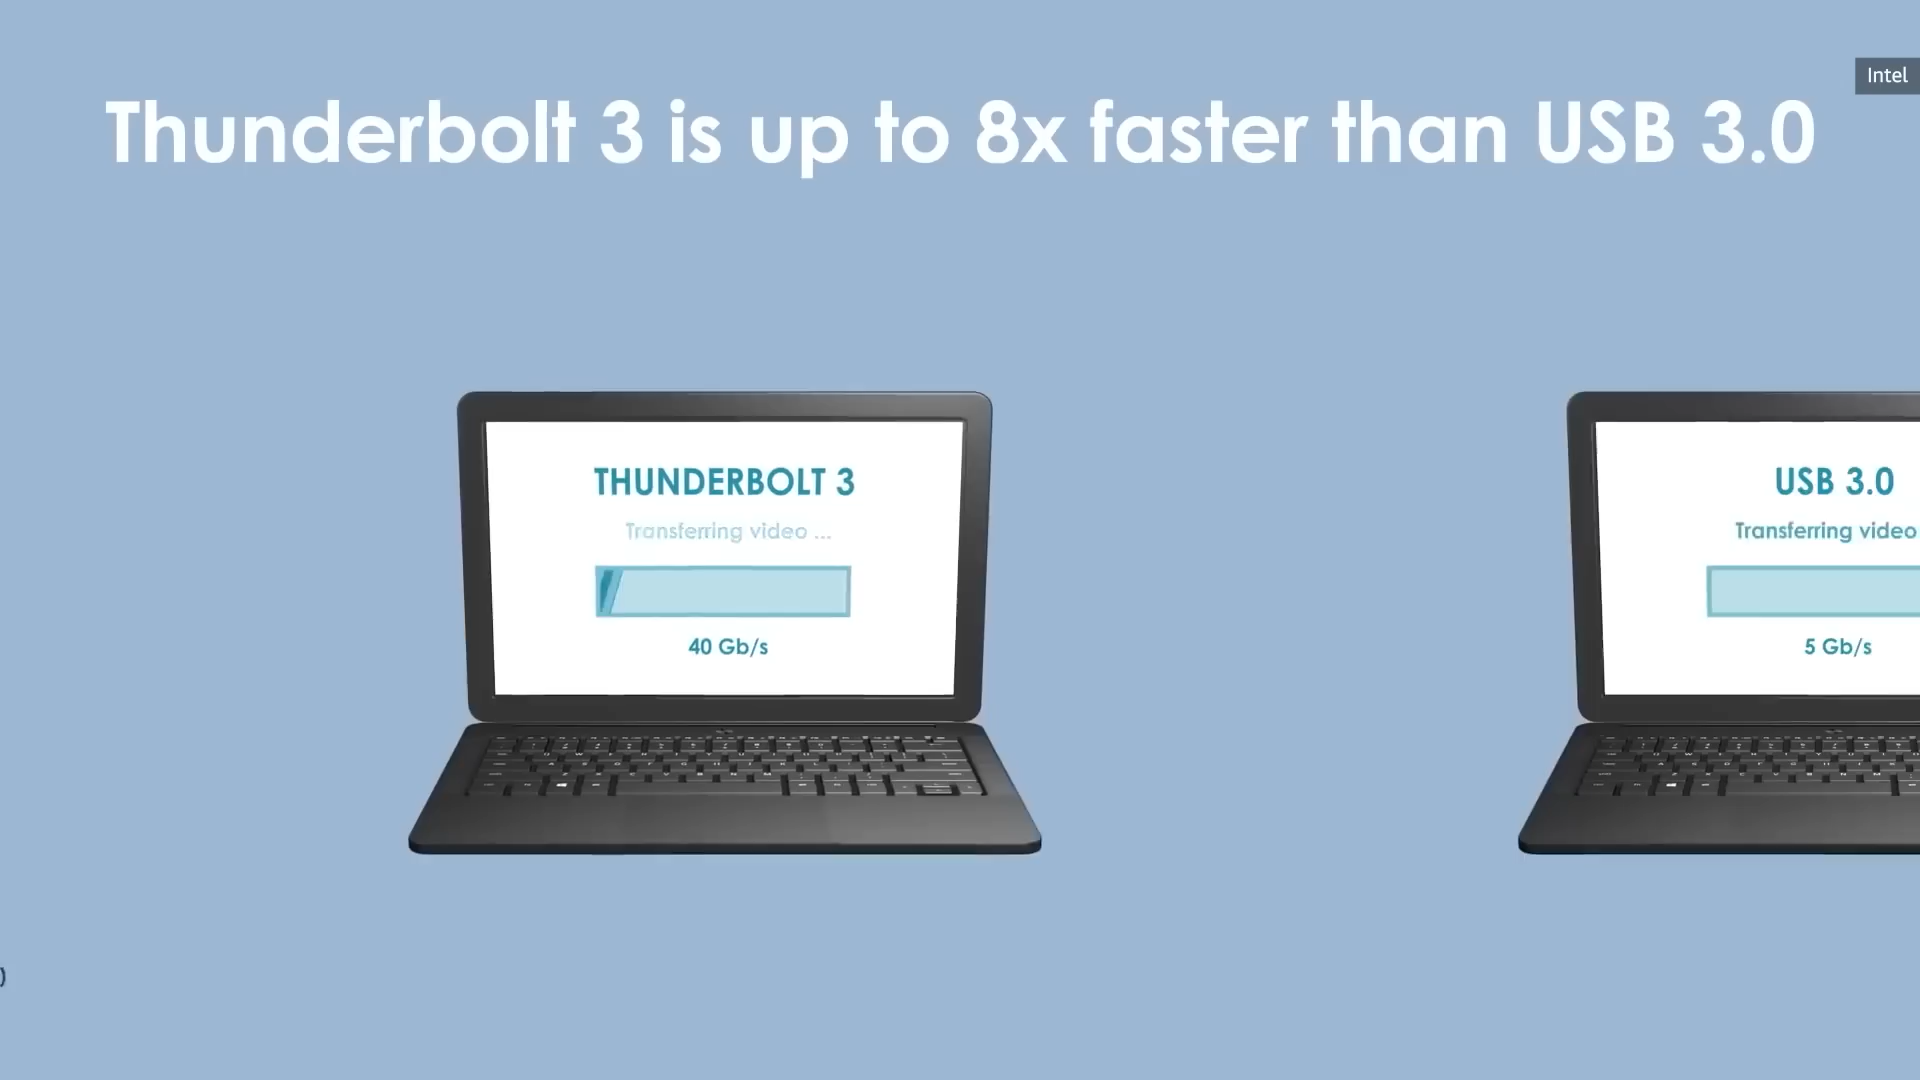 Intel
Thunderbolt 3 is up to 8x faster than USB 3.0
THUNDERBOLT 3
Transferring video ...
40 Gb/s
USB 3.0
Transferring video
5 Gb/s
)